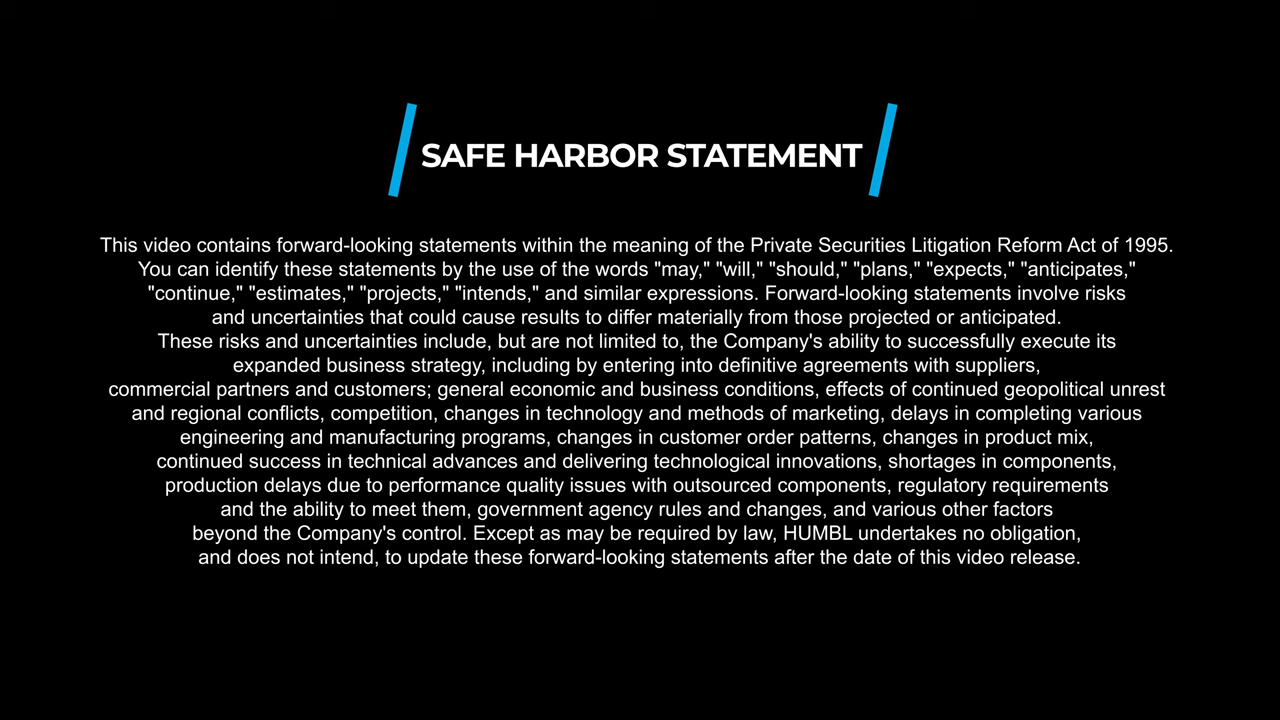 SAFE HARBOR STATEMENT
This video contains forward-looking statements within the meaning of the Private Securities Litigation Reform Act of 1995.
You can identify these statements by the use of the words "may," "will," "should," "plans," "expects," "anticipates,"
"continue," "estimates," "projects," "intends," and similar expressions. Forward-looking statements involve risks
and uncertainties that could cause results to differ materially from those projected or anticipated.
These risks and uncertainties include, but are not limited to, the Company's ability to successfully execute its
expanded business strategy, including by entering into definitive agreements with suppliers,
commercial partners and customers; general economic and business conditions, effects of continued geopolitical unrest
and regional conflicts, competition, changes in technology and methods of marketing, delays in completing various
engineering and manufacturing programs, changes in customer order patterns, changes in product mix,
continued success in technical advances and delivering technological innovations, shortages in components,
production delays due to performance quality issues with outsourced components, regulatory requirements
and the ability to meet them, government agency rules and changes, and various other factors
beyond the Company's control. Except as may be required by law, HUMBL undertakes no obligation,
and does not intend, to update these forward-looking statements after the date of this video release.